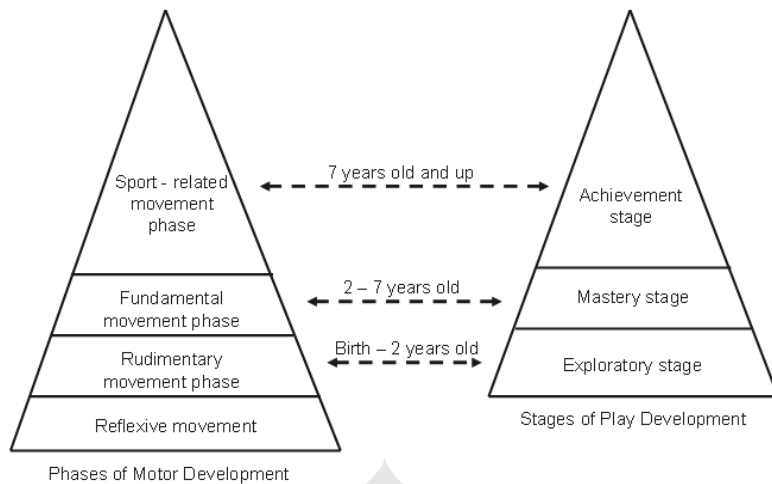 Sport - related
movement
phase
Fundamental
movement phase
Rudimentary
movement phase
Reflexive movement
Phases of Motor Development
7 years old and up
2 – 7 years old
Birth – 2 years old
Achievement
stage
Mastery stage
Exploratory stage
Stages of Play Development